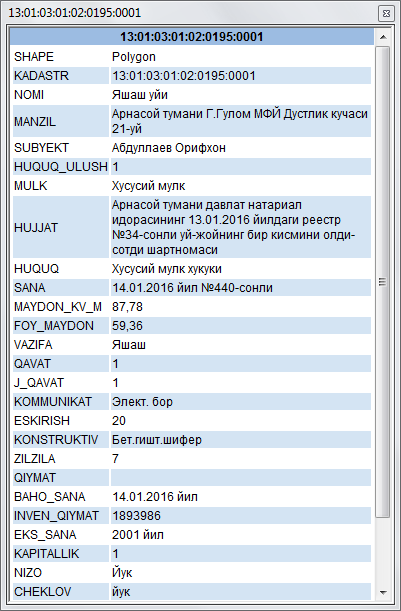 13:01:03:01:02:0195:0001
13:01:03:01:02:0195:0001
SHAPE Polygon
KADASTR 13:01:03:01:02:0195:0001
NOMI Яшаш уйи
MANZIL Арнасой тумани Г.Гулом МФЙ Дустлик кучаси
21-уй
SUBYEKT Абдуллаев Орифхон
HUQUQ_ULUSH 1
MULK Хусусий мулк
HUJJAT Арнасой тумани давлат натариал
идорасининг 13.01.2016 йилдаги реестр
№34-сонли уй-жойнинг бир кисмини олди-
сотди шартномаси
HUQUQ Хусусий мулк хукуки
SANA 14.01.2016 йил №440-сонли
MAYDON_KV_M 87,78
FOY_MAYDON 59,36
VAZIFA Яшаш
QAVAT 1
J_QAVAT 1
KOMMUNIKAT Элект. бор
ESKIRISH 20
KONSTRUKTIV Бет.гишт.шифер
ZILZILA 7
QIYMAT
BAHO_SANA 14.01.2016 йил
INVEN_QIYMAT 1893986
EKS_SANA 2001 йил
KAPITALLIK 1
NIZO Йук
CHEKLOV йук